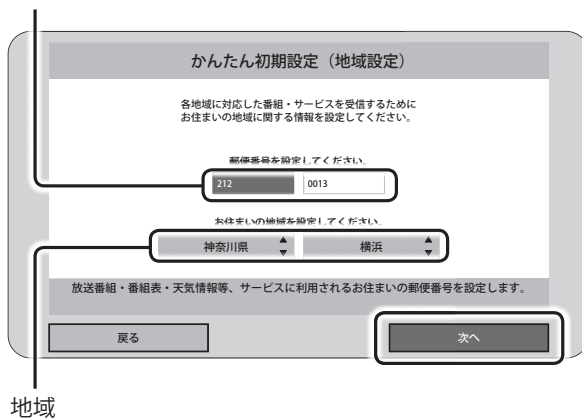 かんたん初期設定（地域設定）
各地域に対応した番組・サービスを受信するために
お住まいの地域に関する情報を設定してください。
郵便番号を設定してください。
212 0013
お住まいの地域を設定してください。
神奈川県 横浜
放送番組・番組表・天気情報等、サービスに利用されるお住まいの郵便番号を設定します。
戻る 次へ
地域